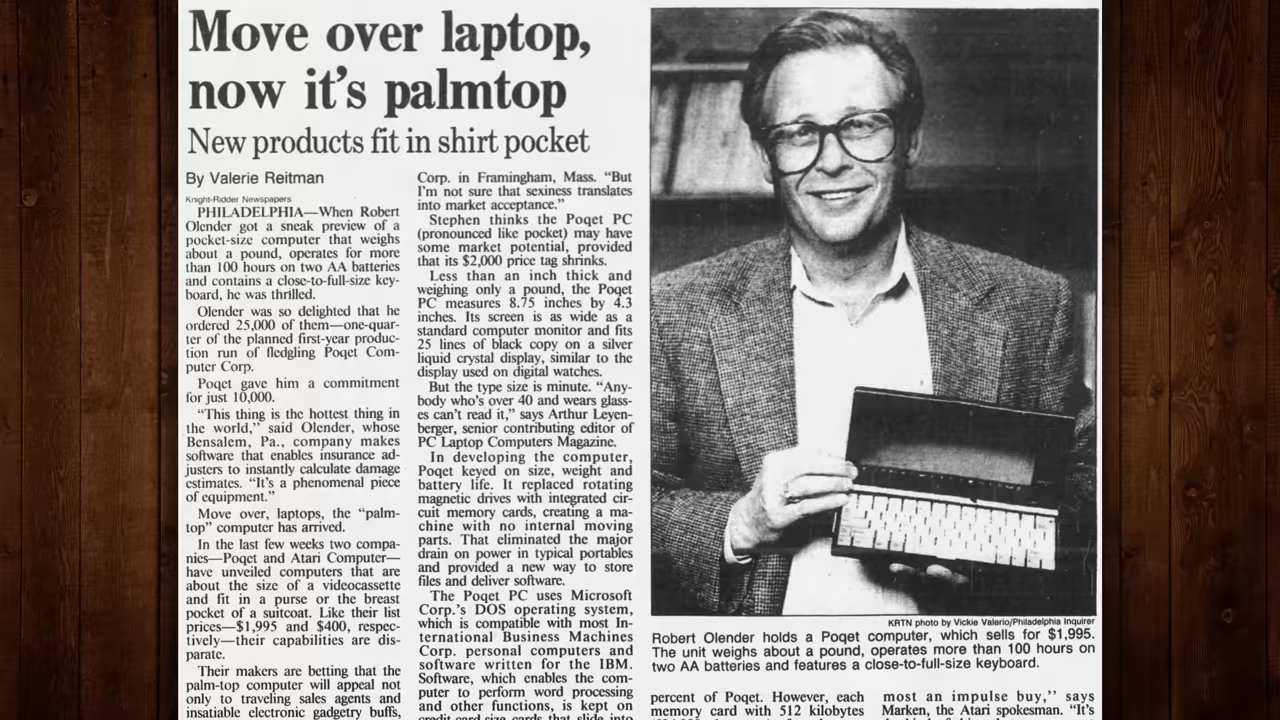 Move over laptop,
now it's palmtop
New products fit in shirt pocket
By Valerie Reitman
Knight-Ridder Newspapers
PHILADELPHIA—When Robert
Olender got a sneak preview of a
pocket-size computer that weighs
about a pound, operates for more
than 100 hours on two AA batteries
and contains a close-to-full-size key-
board, he was thrilled.
Olender was so delighted that he
ordered 25,000 of them—one-quar-
ter of the planned first-year produc-
tion run of fledgling Poqet Com-
puter Corp.
Poqet gave him a commitment
for just 10,000.
"This thing is the hottest thing in
the world," said Olender, whose
Bensalem, Pa., company makes
software that enables insurance ad-
justers to instantly calculate damage
estimates. "It's a phenomenal piece
of equipment."
Move over, laptops, the "palm-
top" computer has arrived.
In the last few weeks two compa-
nies—Poqet and Atari Computer—
have unveiled computers that are
about the size of a videocassette
and fit in a purse or the breast
pocket of a suitcoat. Like their list
prices—$1,995 and $400, respec-
tively—their capabilities are dis-
parate.
Their makers are betting that the
palm-top computer will appeal not
only to traveling sales agents and
insatiable electronic gadgetry buffs,
Corp. in Framingham, Mass. "But
I'm not sure that sexiness translates
into market acceptance."
Stephen thinks the Poqet PC
(pronounced like pocket) may have
some market potential, provided
that its $2,000 price tag shrinks.
Less than an inch thick and
weighing only a pound, the Poqet
PC measures 8.75 inches by 4.3
inches. Its screen is as wide as a
standard computer monitor and fits
25 lines of black copy on a silver
liquid crystal display, similar to the
display used on digital watches.
But the type size is minute. "Any-
body who's over 40 and wears glass-
es can't read it," says Arthur Leyen-
berger, senior contributing editor of
PC Laptop Computers Magazine.
In developing the computer,
Poqet keyed on size, weight and
battery life. It replaced rotating
magnetic drives with integrated cir-
cuit memory cards, creating a ma-
chine with no internal moving
parts. That eliminated the major
drain on power in typical portables
and provided a new way to store
files and deliver software.
The Poqet PC uses Microsoft
Corp.'s DOS operating system,
which is compatible with most In-
ternational Business Machines
Corp. personal computers and
software written for the IBM.
Software, which enables the com-
puter to perform word processing
and other functions, is kept on
credit card-size cards that slide into
KRTN photo by Vickie Valerio/Philadelphia Inquirer
Robert Olender holds a Poqet computer, which sells for $1,995.
The unit weighs about a pound, operates more than 100 hours on
two AA batteries and features a close-to-full-size keyboard.
percent of Poqet. However, each
memory card with 512 kilobytes
most an impulse buy,'' says
Marken, the Atari spokesman. "It's